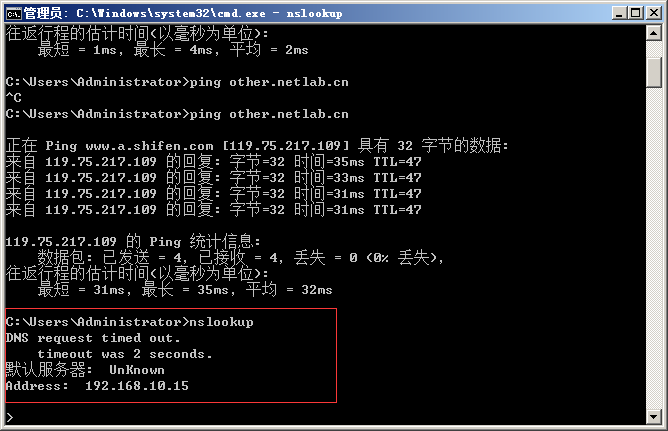 管理员: C:\Windows\system32\cmd.exe - nslookup
往返行程的估计时间(以毫秒为单位):
最短 = 1ms，最长 = 4ms，平均 = 2ms
C:\Users\Administrator>ping other.netlab.cn
^C
C:\Users\Administrator>ping other.netlab.cn
正在 Ping www.a.shifen.com [119.75.217.109] 具有 32 字节的数据:
来自 119.75.217.109 的回复: 字节=32 时间=35ms TTL=47
来自 119.75.217.109 的回复: 字节=32 时间=33ms TTL=47
来自 119.75.217.109 的回复: 字节=32 时间=31ms TTL=47
来自 119.75.217.109 的回复: 字节=32 时间=31ms TTL=47
119.75.217.109 的 Ping 统计信息:
数据包: 已发送 = 4，已接收 = 4，丢失 = 0 (0% 丢失)，
往返行程的估计时间(以毫秒为单位):
最短 = 31ms，最长 = 35ms，平均 = 32ms
C:\Users\Administrator>nslookup
DNS request timed out.
timeout was 2 seconds.
默认服务器:  UnKnown
Address:  192.168.10.15
>